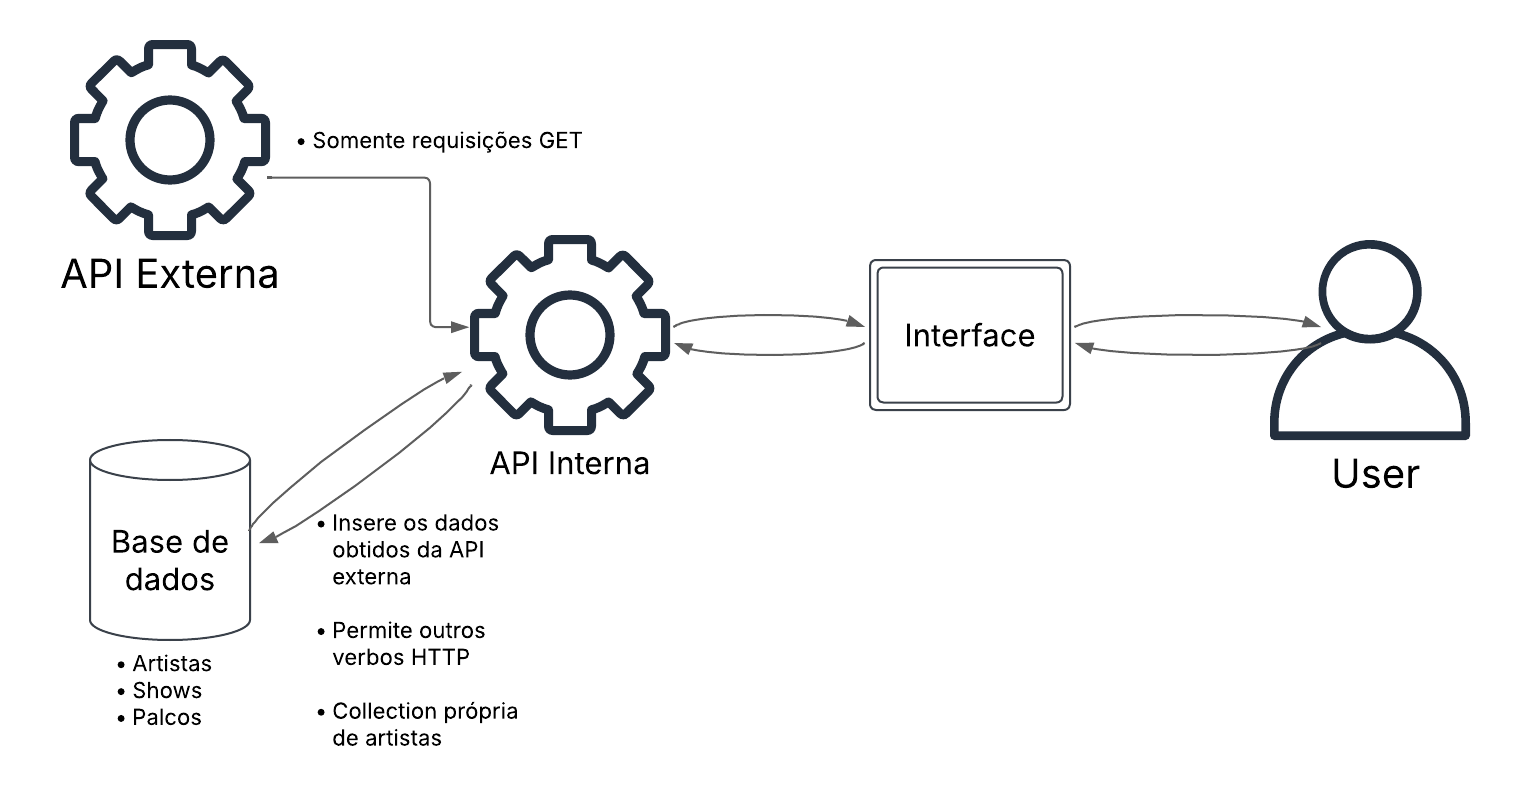 • Somente requisições GET
API Externa
Interface
API Interna
User
Base de
dados
• Insere os dados
obtidos da API
externa
• Permite outros
verbos HTTP
• Collection própria
de artistas
• Artistas
• Shows
• Palcos